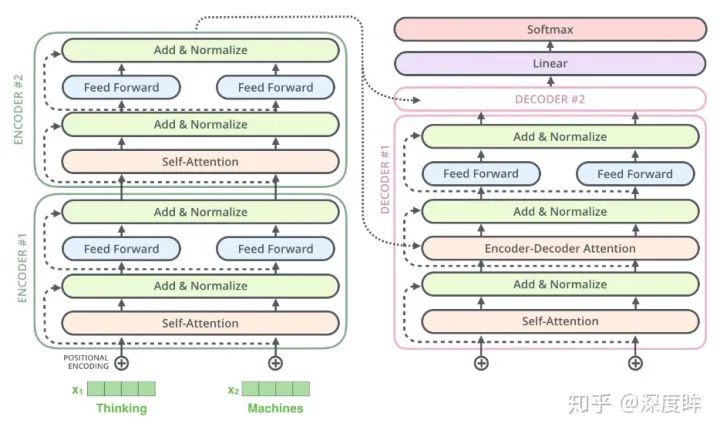 ENCODER #2
Add & Normalize
Feed Forward
Feed Forward
Add & Normalize
Self-Attention
ENCODER #1
Add & Normalize
Feed Forward
Feed Forward
Add & Normalize
Self-Attention
POSITIONAL
ENCODING
x1
Thinking
x2
Machines
Softmax
Linear
DECODER #2
DECODER #1
Add & Normalize
Feed Forward
Feed Forward
Add & Normalize
Encoder-Decoder Attention
Add & Normalize
Self-Attention
知乎 @深度眸